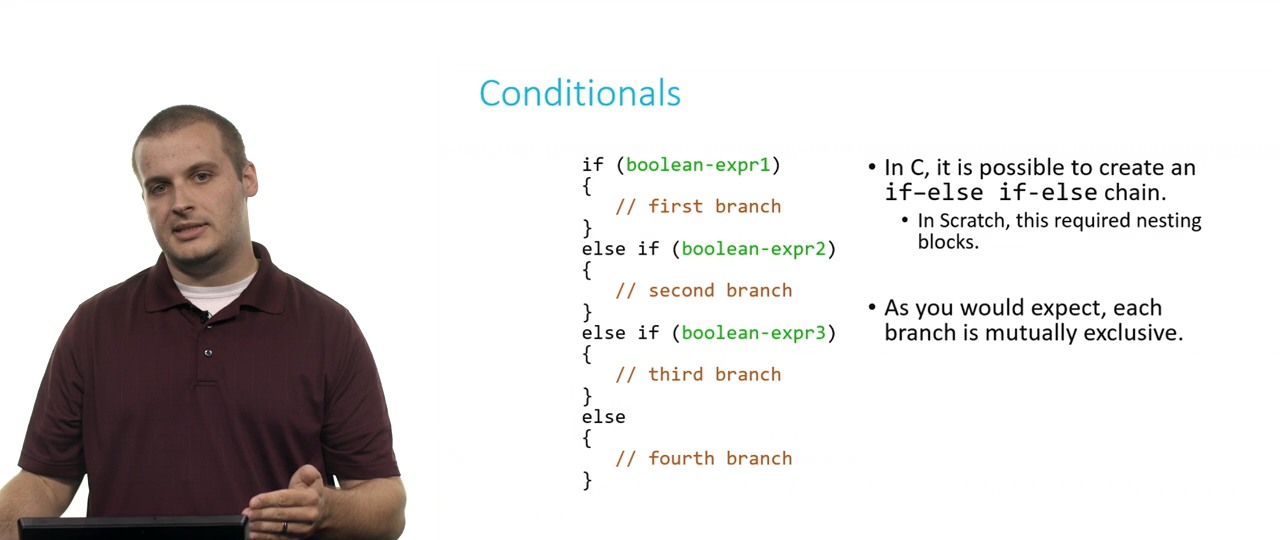 Conditionals
if (boolean-expr1)
{
// first branch
}
else if (boolean-expr2)
{
// second branch
}
else if (boolean-expr3)
{
// third branch
}
else
{
// fourth branch
}
• In C, it is possible to create an
if–else if-else chain.
• In Scratch, this required nesting
blocks.
• As you would expect, each
branch is mutually exclusive.